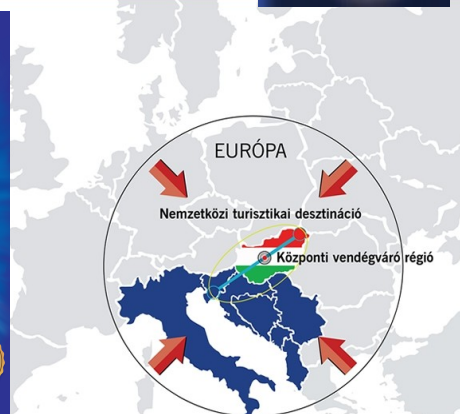 EURÓPA
Nemzetközi turisztikai desztináció
Központi vendégváró régió